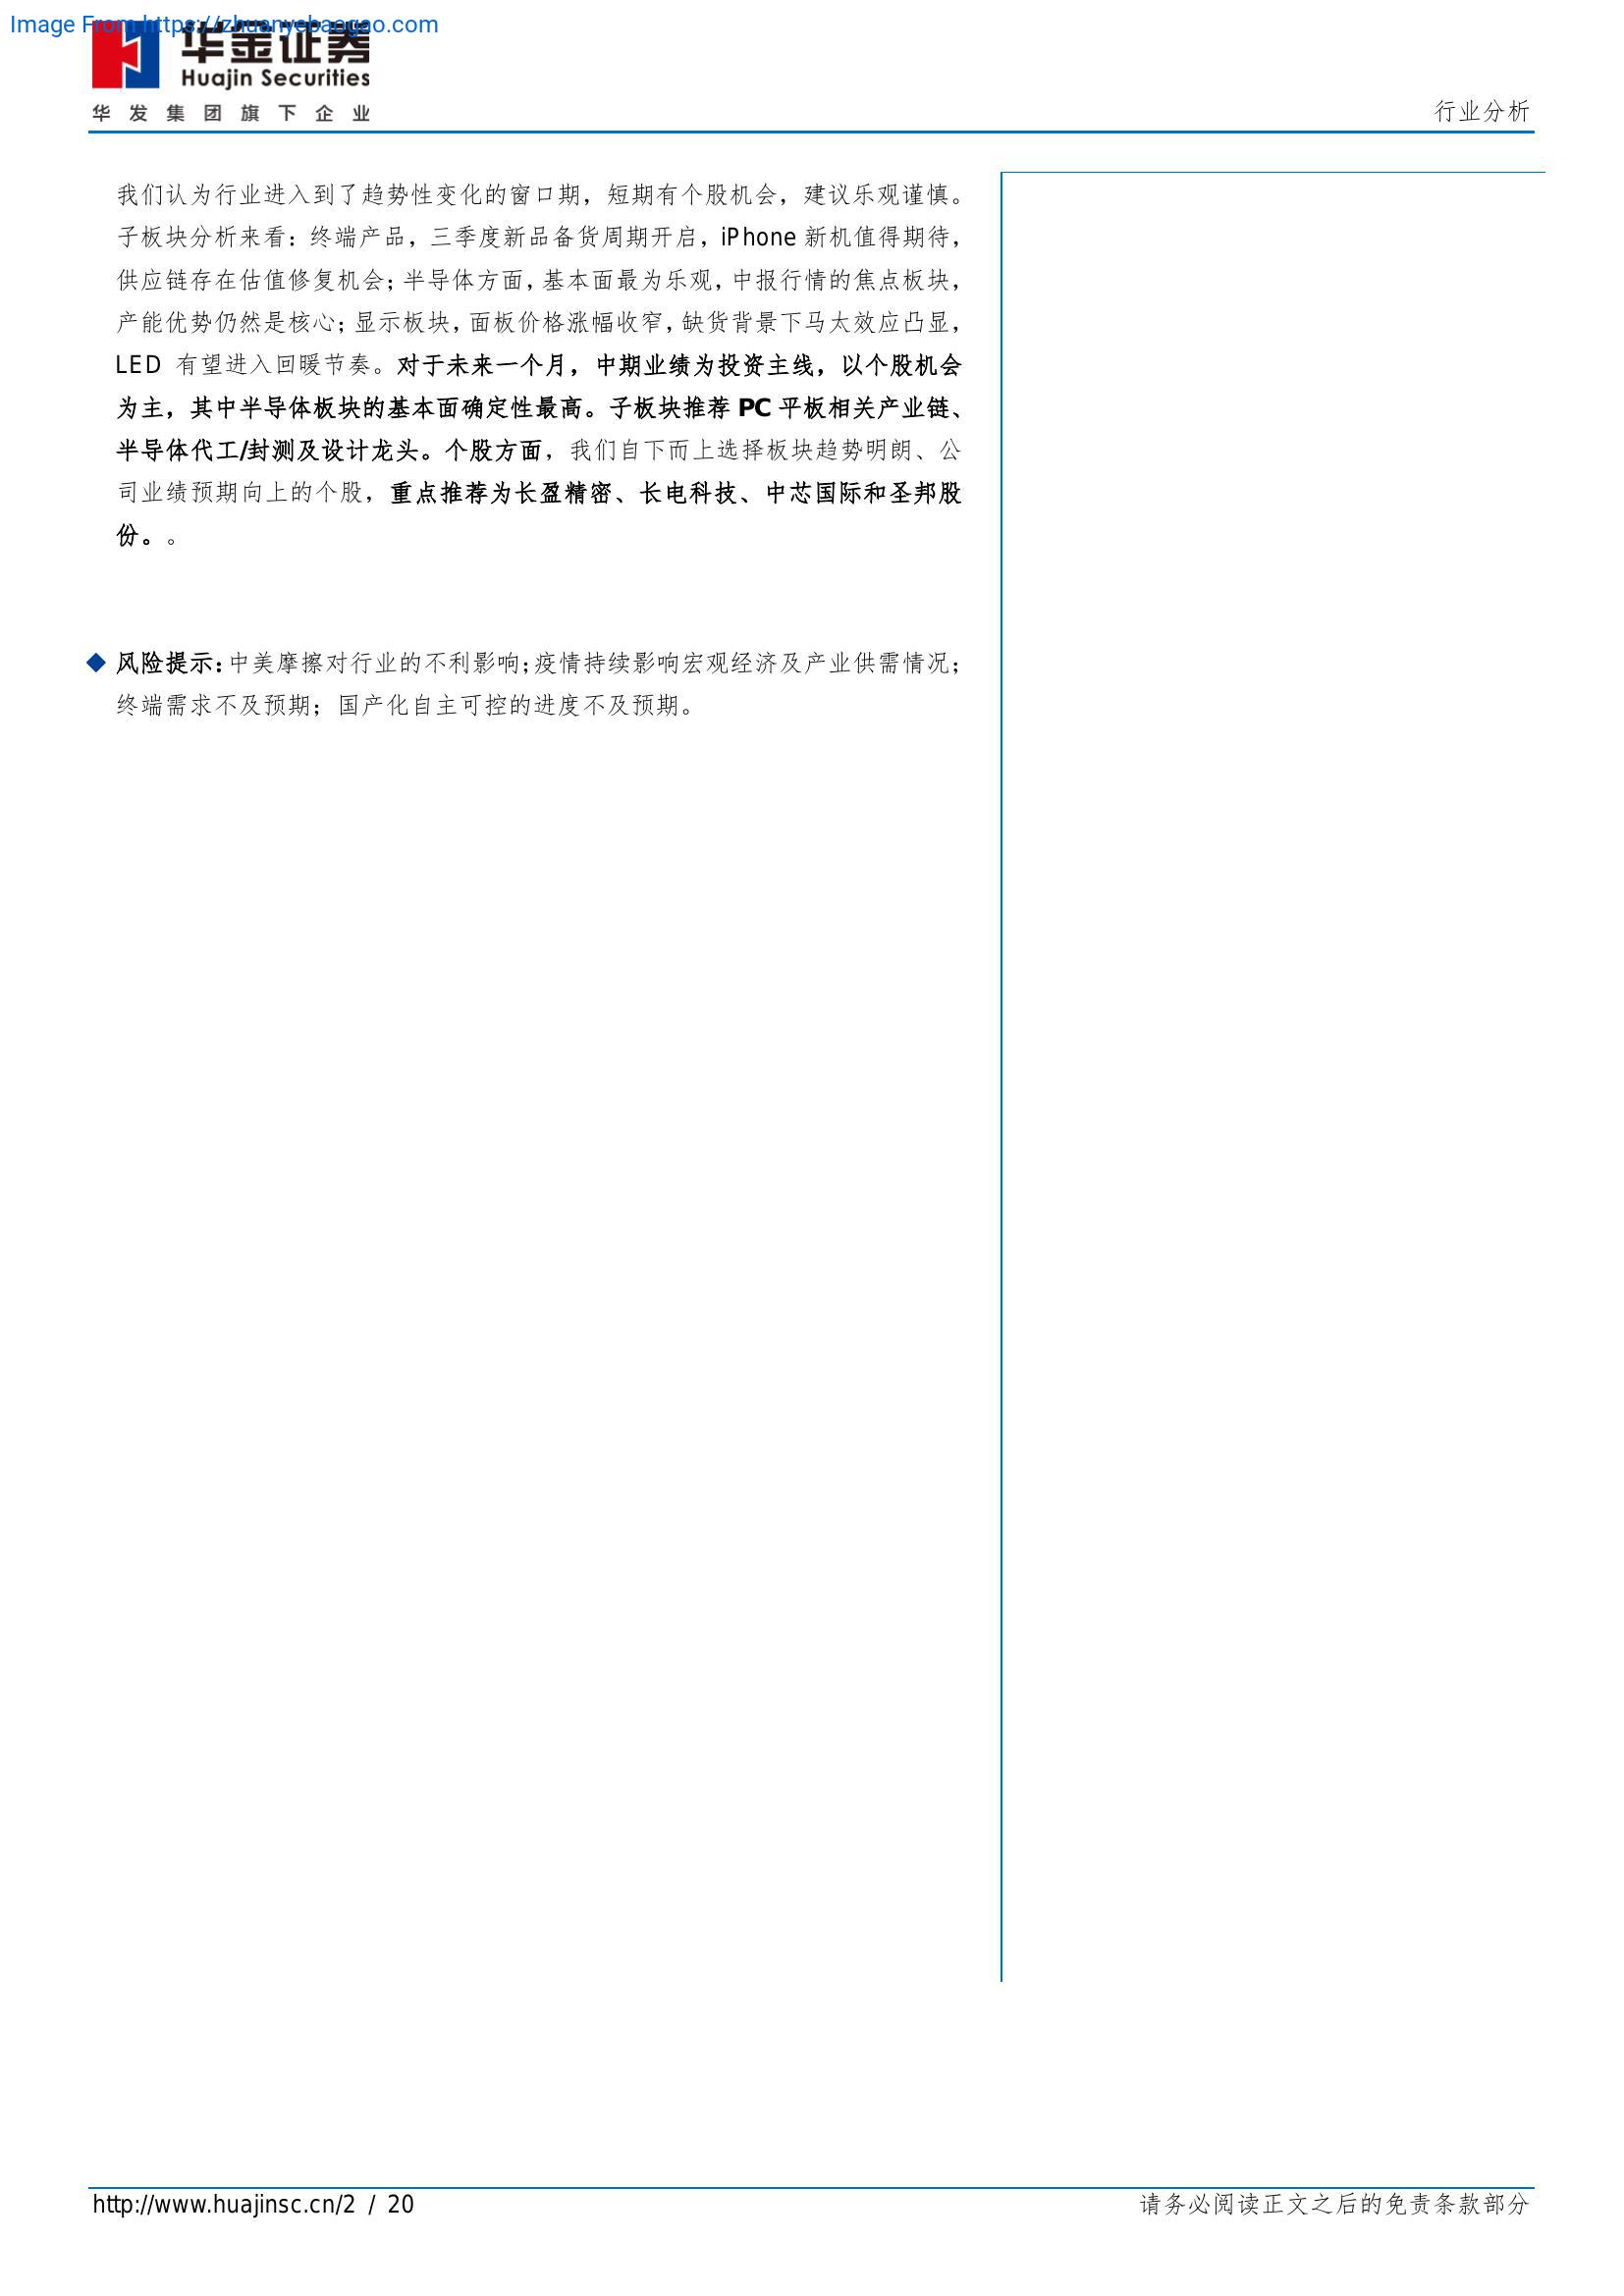 Image From https://zhuanyebaogao.com
华金证券
Huajin Securities
华发集团旗下企业
行业分析
我们认为行业进入到了趋势性变化的窗口期，短期有个股机会，建议乐观谨慎。
子板块分析来看：终端产品，三季度新品备货周期开启，iPhone 新机值得期待，
供应链存在估值修复机会；半导体方面，基本面最为乐观，中报行情的焦点板块，
产能优势仍然是核心；显示板块，面板价格涨幅收窄，缺货背景下马太效应凸显，
LED 有望进入回暖节奏。对于未来一个月，中期业绩为投资主线，以个股机会
为主，其中半导体板块的基本面确定性最高。子板块推荐 PC 平板相关产业链、
半导体代工/封测及设计龙头。个股方面，我们自下而上选择板块趋势明朗、公
司业绩预期向上的个股，重点推荐为长盈精密、长电科技、中芯国际和圣邦股
份。。
◆ 风险提示：中美摩擦对行业的不利影响；疫情持续影响宏观经济及产业供需情况；
终端需求不及预期；国产化自主可控的进度不及预期。
http://www.huajinsc.cn/2 / 20
请务必阅读正文之后的免责条款部分